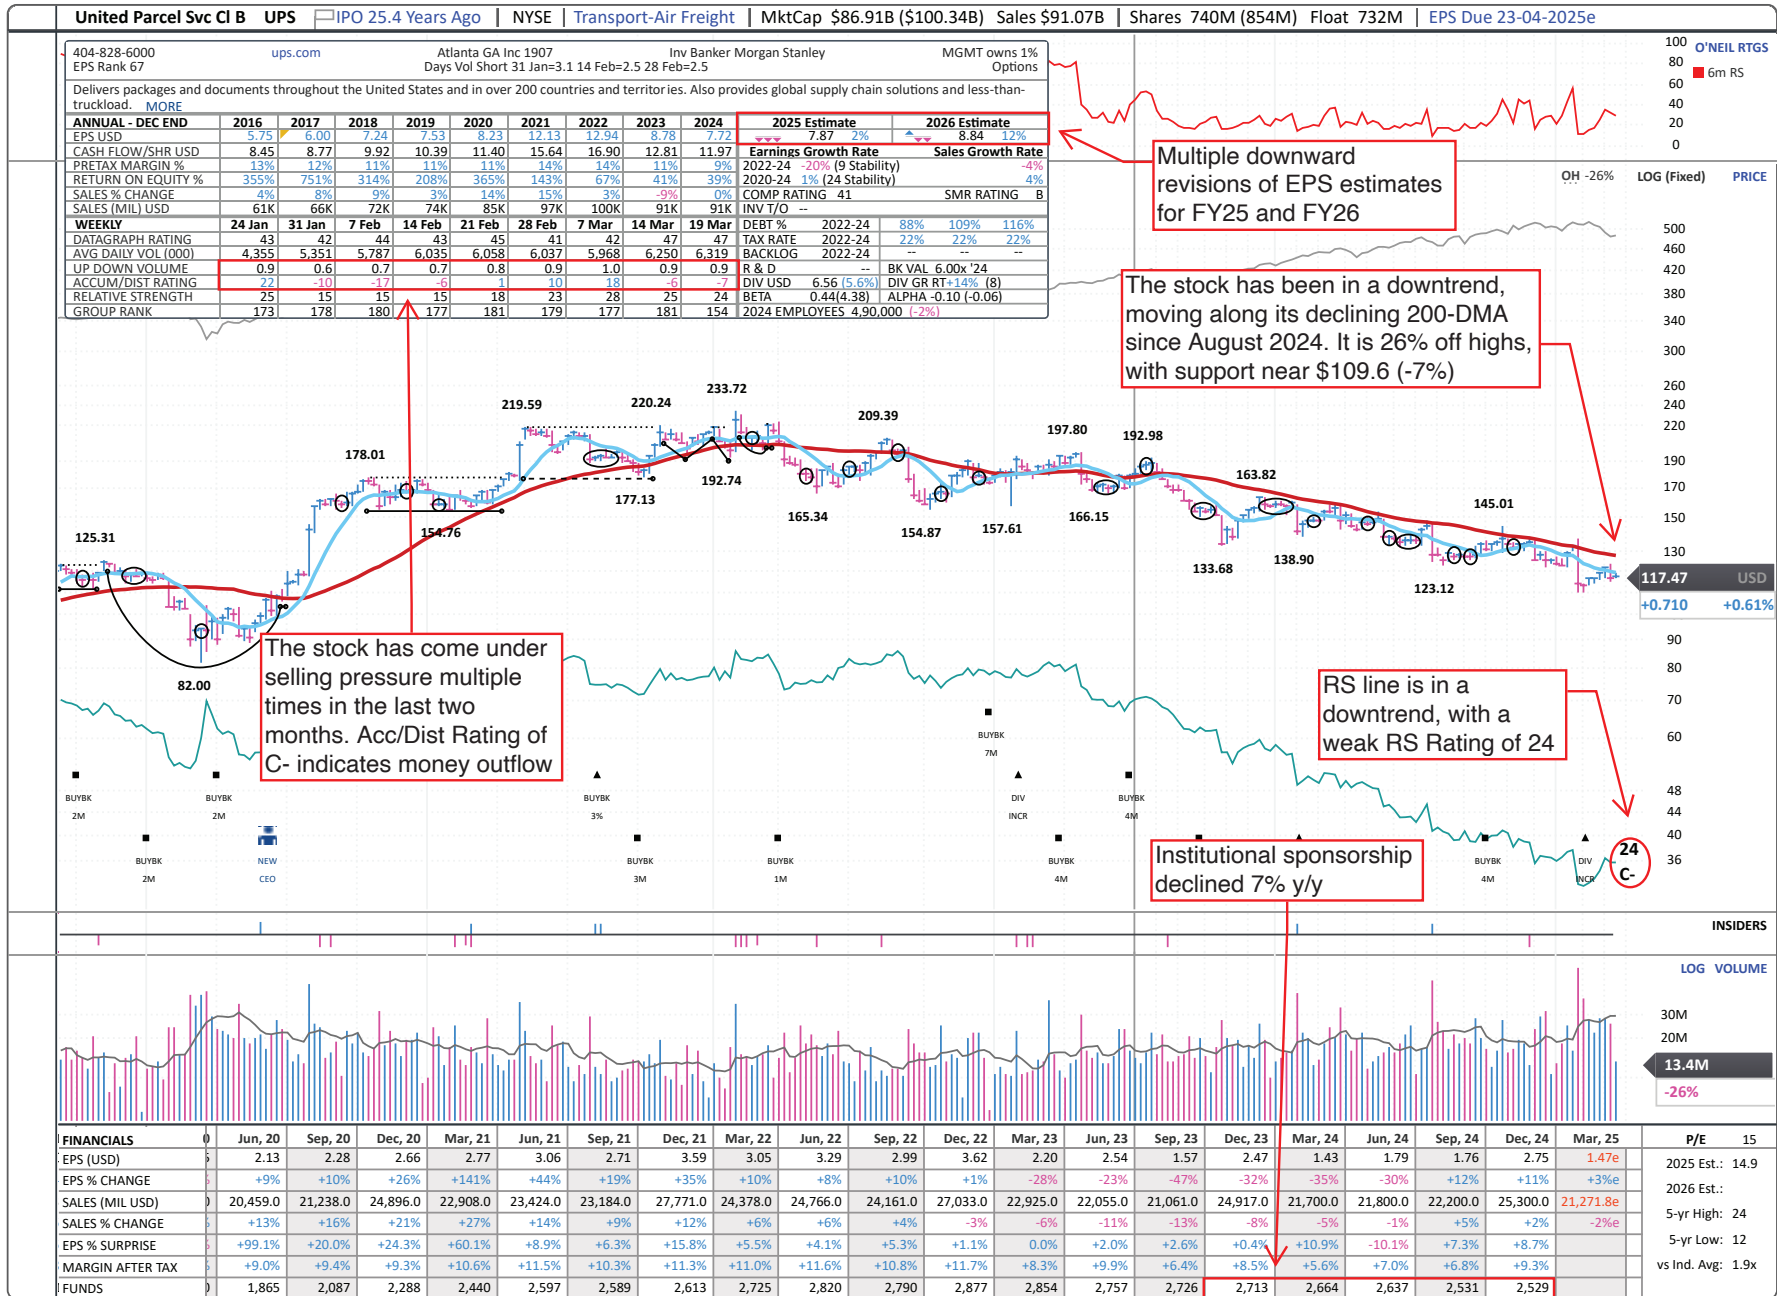 United Parcel Svc Cl B UPS IPO 25.4 Years Ago NYSE Transport-Air Freight MktCap $86.91B ($100.34B) Sales $91.07B Shares 740M (854M) Float 732M EPS Due 23-04-2025e
404-828-6000 ups.com Atlanta GA Inc 1907 Inv Banker Morgan Stanley MGMT owns 1%
EPS Rank 67 Days Vol Short 31 Jan=3.1 14 Feb=2.5 28 Feb=2.5 Options
Delivers packages and documents throughout the United States and in over 200 countries and territories. Also provides global supply chain solutions and less-than-
truckload. MORE
ANNUAL - DEC END 2016 2017 2018 2019 2020 2021 2022 2023 2024 2025 Estimate 2026 Estimate
EPS USD 5.75 6.00 7.24 7.53 8.23 12.13 12.94 8.78 7.72 7.87 2% 8.84 12%
CASH FLOW/SHR USD 8.45 8.77 9.92 10.39 11.40 15.64 16.90 12.81 11.97 Earnings Growth Rate Sales Growth Rate
PRETAX MARGIN % 13% 12% 11% 11% 11% 14% 14% 11% 9% 2022-24 -20% (9 Stability) -4%
RETURN ON EQUITY % 355% 751% 314% 208% 365% 143% 67% 41% 39% 2020-24 1% (24 Stability) 4%
SALES % CHANGE 4% 8% 9% 3% 14% 15% 3% -9% 0% COMP RATING 41 SMR RATING B
SALES (MIL) USD 61K 66K 72K 74K 85K 97K 100K 91K 91K INV T/O --
WEEKLY 24 Jan 31 Jan 7 Feb 14 Feb 21 Feb 28 Feb 7 Mar 14 Mar 19 Mar DEBT % 2022-24 88% 109% 116%
DATAGRAPH RATING 43 42 44 43 45 41 42 47 47 TAX RATE 2022-24 22% 22% 22%
AVG DAILY VOL (000) 4,355 5,351 5,787 6,035 6,058 6,037 5,968 6,250 6,319 BACKLOG 2022-24 -- -- --
UP DOWN VOLUME 0.9 0.6 0.7 0.7 0.8 0.9 1.0 0.9 0.9 R & D -- BK VAL 6.00x '24
ACCUM/DIST RATING 22 -10 -17 -6 1 10 18 -6 -7 DIV USD 6.56 (5.6%) DIV GR RT +14% (8)
RELATIVE STRENGTH 25 15 15 15 18 23 28 25 24 BETA 0.44(4.38) ALPHA -0.10 (-0.06)
GROUP RANK 173 178 180 177 181 179 177 181 154 2024 EMPLOYEES 4,90,000 (-2%)
100 O'NEIL RTGS
80 6m RS
60
40
20
0
Multiple downward
revisions of EPS estimates
for FY25 and FY26
OH -26% LOG (Fixed) PRICE
500
460
420
380
340
300
260
240
220
190
170
150
130
The stock has been in a downtrend,
moving along its declining 200-DMA
since August 2024. It is 26% off highs,
with support near $109.6 (-7%)
117.47 USD
+0.710 +0.61%
90
80
70
60
48
44
40
36
125.31
82.00
178.01
154.76
219.59
177.13
220.24
192.74
233.72
165.34
209.39
154.87
157.61
197.80
166.15
192.98
133.68
163.82
138.90
123.12
145.01
The stock has come under
selling pressure multiple
times in the last two
months. Acc/Dist Rating of
C- indicates money outflow
RS line is in a
downtrend, with a
weak RS Rating of 24
24
C-
BUYBK
2M
BUYBK
2M
BUYBK
2M
NEW
CEO
BUYBK
3%
BUYBK
3M
BUYBK
1M
BUYBK
7M
DIV
INCR
BUYBK
4M
BUYBK
4M
BUYBK
4M
DIV
INCR
Institutional sponsorship
declined 7% y/y
INSIDERS
LOG VOLUME
30M
20M
13.4M
-26%
FINANCIALS Jun, 20 Sep, 20 Dec, 20 Mar, 21 Jun, 21 Sep, 21 Dec, 21 Mar, 22 Jun, 22 Sep, 22 Dec, 22 Mar, 23 Jun, 23 Sep, 23 Dec, 23 Mar, 24 Jun, 24 Sep, 24 Dec, 24 Mar, 25
EPS (USD) 2.13 2.28 2.66 2.77 3.06 2.71 3.59 3.05 3.29 2.99 3.62 2.20 2.54 1.57 2.47 1.43 1.79 1.76 2.75 1.47e
EPS % CHANGE +9% +10% +26% +141% +44% +19% +35% +10% +8% +10% +1% -28% -23% -47% -32% -35% -30% +12% +11% +3%e
SALES (MIL USD) 20,459.0 21,238.0 24,896.0 22,908.0 23,424.0 23,184.0 27,771.0 24,378.0 24,766.0 24,161.0 27,033.0 22,925.0 22,055.0 21,061.0 24,917.0 21,700.0 21,800.0 22,200.0 25,300.0 21,271.8e
SALES % CHANGE +13% +16% +21% +27% +14% +9% +12% +6% +6% +4% -3% -6% -11% -13% -8% -5% -1% +5% +2% -2%e
EPS % SURPRISE +99.1% +20.0% +24.3% +60.1% +8.9% +6.3% +15.8% +5.5% +4.1% +5.3% +1.1% 0.0% +2.0% +2.6% +0.4% +10.9% -10.1% +7.3% +8.7%
MARGIN AFTER TAX +9.0% +9.4% +9.3% +10.6% +11.5% +10.3% +11.3% +11.0% +11.6% +10.8% +11.7% +8.3% +9.9% +6.4% +8.5% +5.6% +7.0% +6.8% +9.3%
FUNDS 1,865 2,087 2,288 2,440 2,597 2,589 2,613 2,725 2,820 2,790 2,877 2,854 2,757 2,726 2,713 2,664 2,637 2,531 2,529
P/E 15
2025 Est.: 14.9
2026 Est.:
5-yr High: 24
5-yr Low: 12
vs Ind. Avg: 1.9x